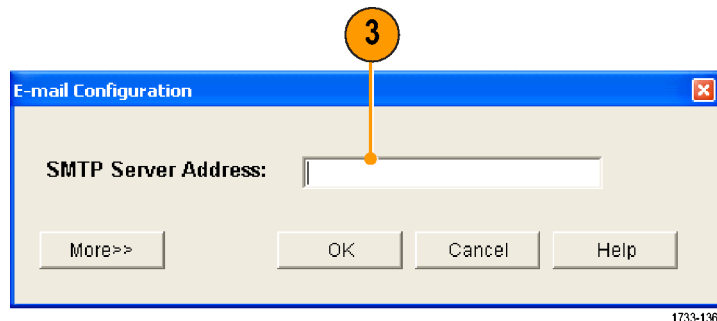 3
E-mail Configuration
SMTP Server Address:
More>> OK Cancel Help
1733-136